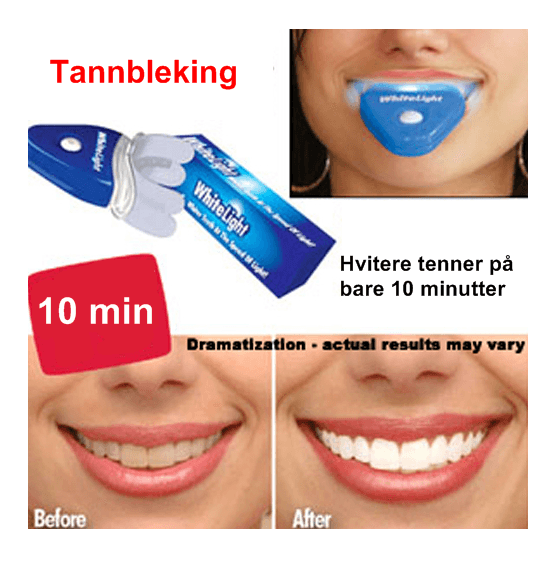 Tannbleking
WhiteLight
WhiteLight
WhiteLight
WhiteLight
Whiter Teeth at The Speed Of Light!
Hvitere tenner på
bare 10 minutter
10 min
Dramatization - actual results may vary
Before
After